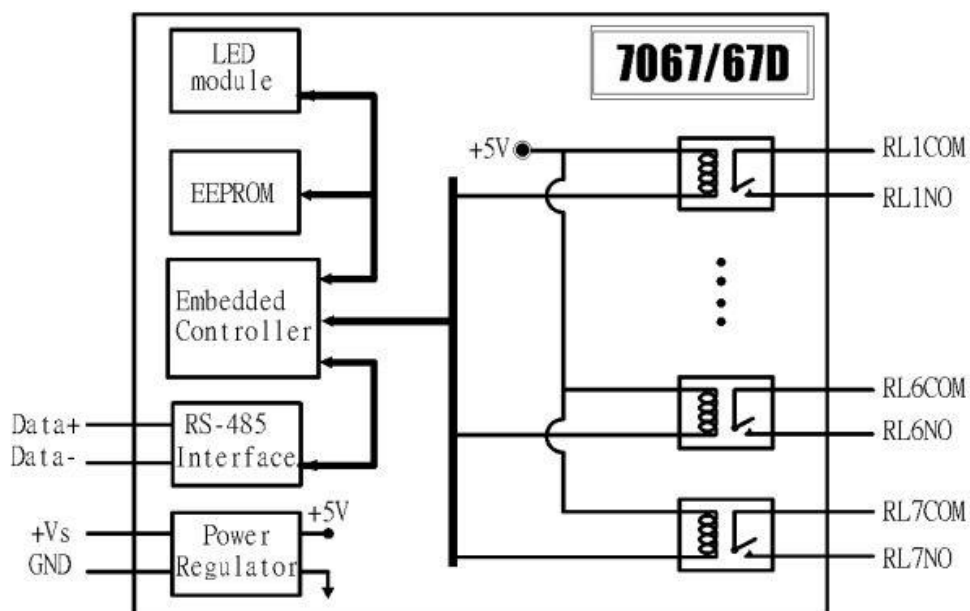 LED
module
7067/67D
EEPROM
Embedded
Controller
RS-485
Interface
Power
Regulator
Data+
Data-
+Vs
GND
+5V
+5V
RL1COM
RL1NO
RL6COM
RL6NO
RL7COM
RL7NO